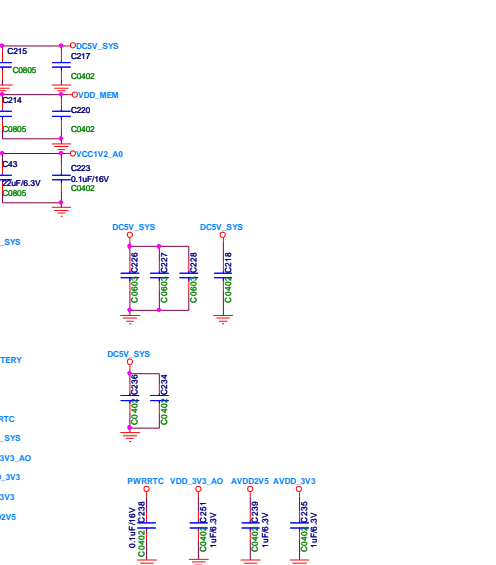 DC5V_SYS
C215
C217
C0805
C0402
VDD_MEM
C214
C220
C0805
C0402
VCC1V2_A0
C43
C223
22uF/6.3V
0.1uF/16V
C0805
C0402
DC5V_SYS
DC5V_SYS
_SYS
C226
C0603
C227
C0603
C228
C0603
C218
C0402
DC5V_SYS
TERY
C236
C0402
C234
C0402
RTC
_SYS
3V3_AO
_3V3
3V3
2V5
PWRRTC
VDD_3V3_AO
AVDD2V5
AVDD_3V3
0.1uF/16V
C238
C0402
C251
C0402
1uF/6.3V
C239
C0402
1uF/6.3V
C235
C0402
1uF/6.3V